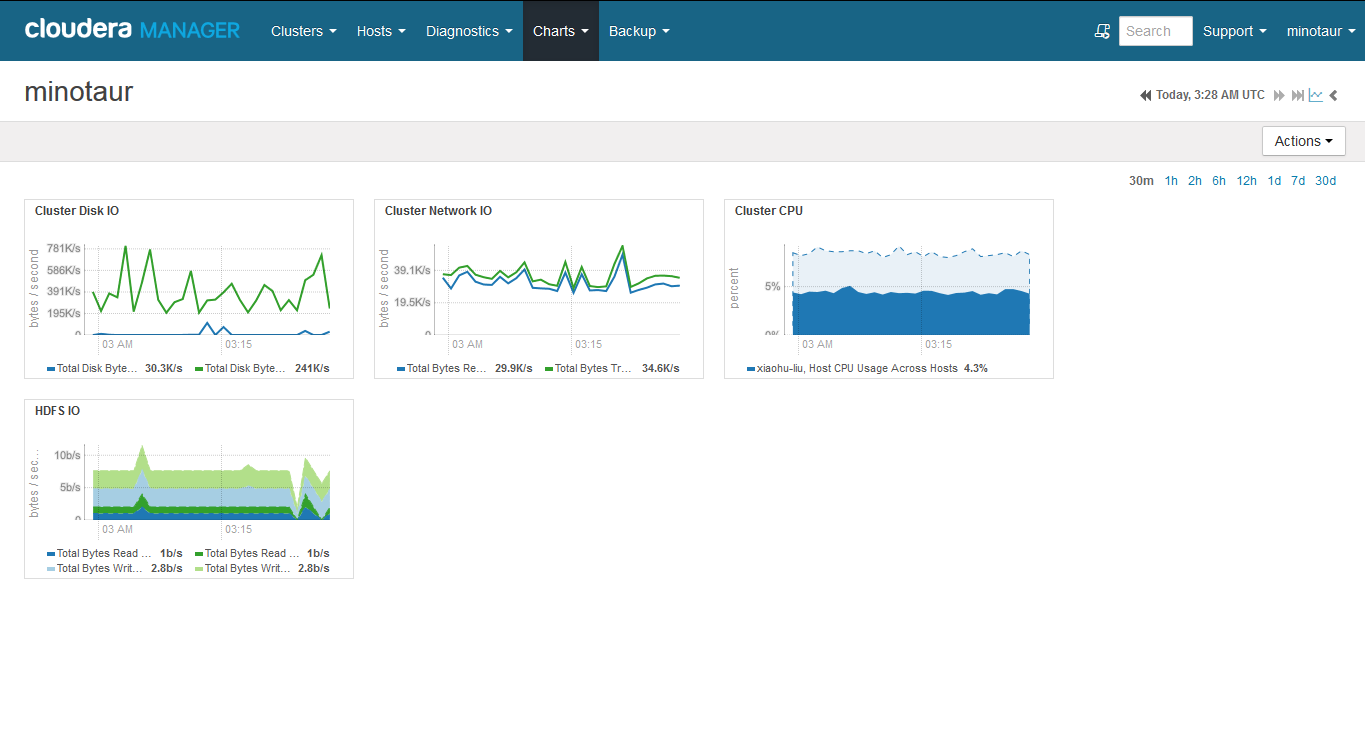 cloudera MANAGER Clusters Hosts Diagnostics Charts Backup Search Support minotaur
minotaur
Today, 3:28 AM UTC
Actions
30m 1h 2h 6h 12h 1d 7d 30d
Cluster Disk IO
bytes / second
781K/s
586K/s
391K/s
195K/s
0
03 AM 03:15
Total Disk Byte... 30.3K/s Total Disk Byte... 241K/s
Cluster Network IO
bytes / second
39.1K/s
19.5K/s
0
03 AM 03:15
Total Bytes Re... 29.9K/s Total Bytes Tr... 34.6K/s
Cluster CPU
percent
5%
0%
03 AM 03:15
xiaohu-liu, Host CPU Usage Across Hosts 4.3%
HDFS IO
bytes / sec...
10b/s
5b/s
0
03 AM 03:15
Total Bytes Read ... 1b/s Total Bytes Read ... 1b/s
Total Bytes Writ... 2.8b/s Total Bytes Writ... 2.8b/s